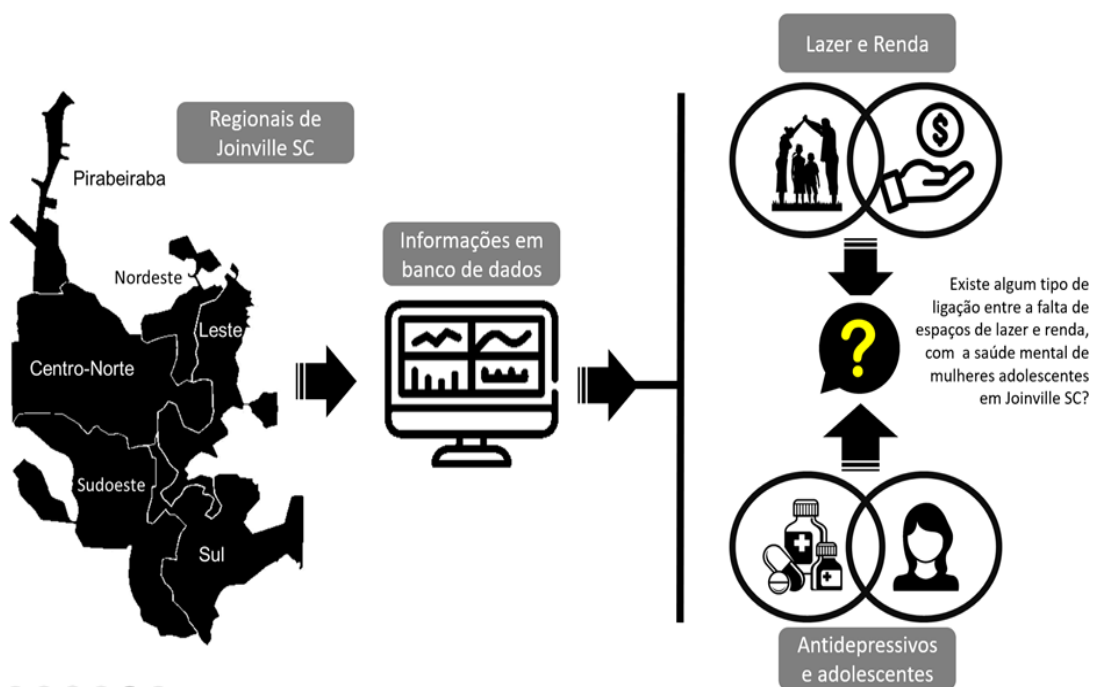 Lazer e Renda
Regionais de
Joinville SC
Pirabeiraba
Nordeste
Leste
Centro-Norte
Sudoeste
Sul
Informações em
banco de dados
$
Existe algum tipo de
ligação entre a falta de
espaços de lazer e renda,
com a saúde mental de
mulheres adolescentes
em Joinville SC?
?
Antidepressivos
e adolescentes